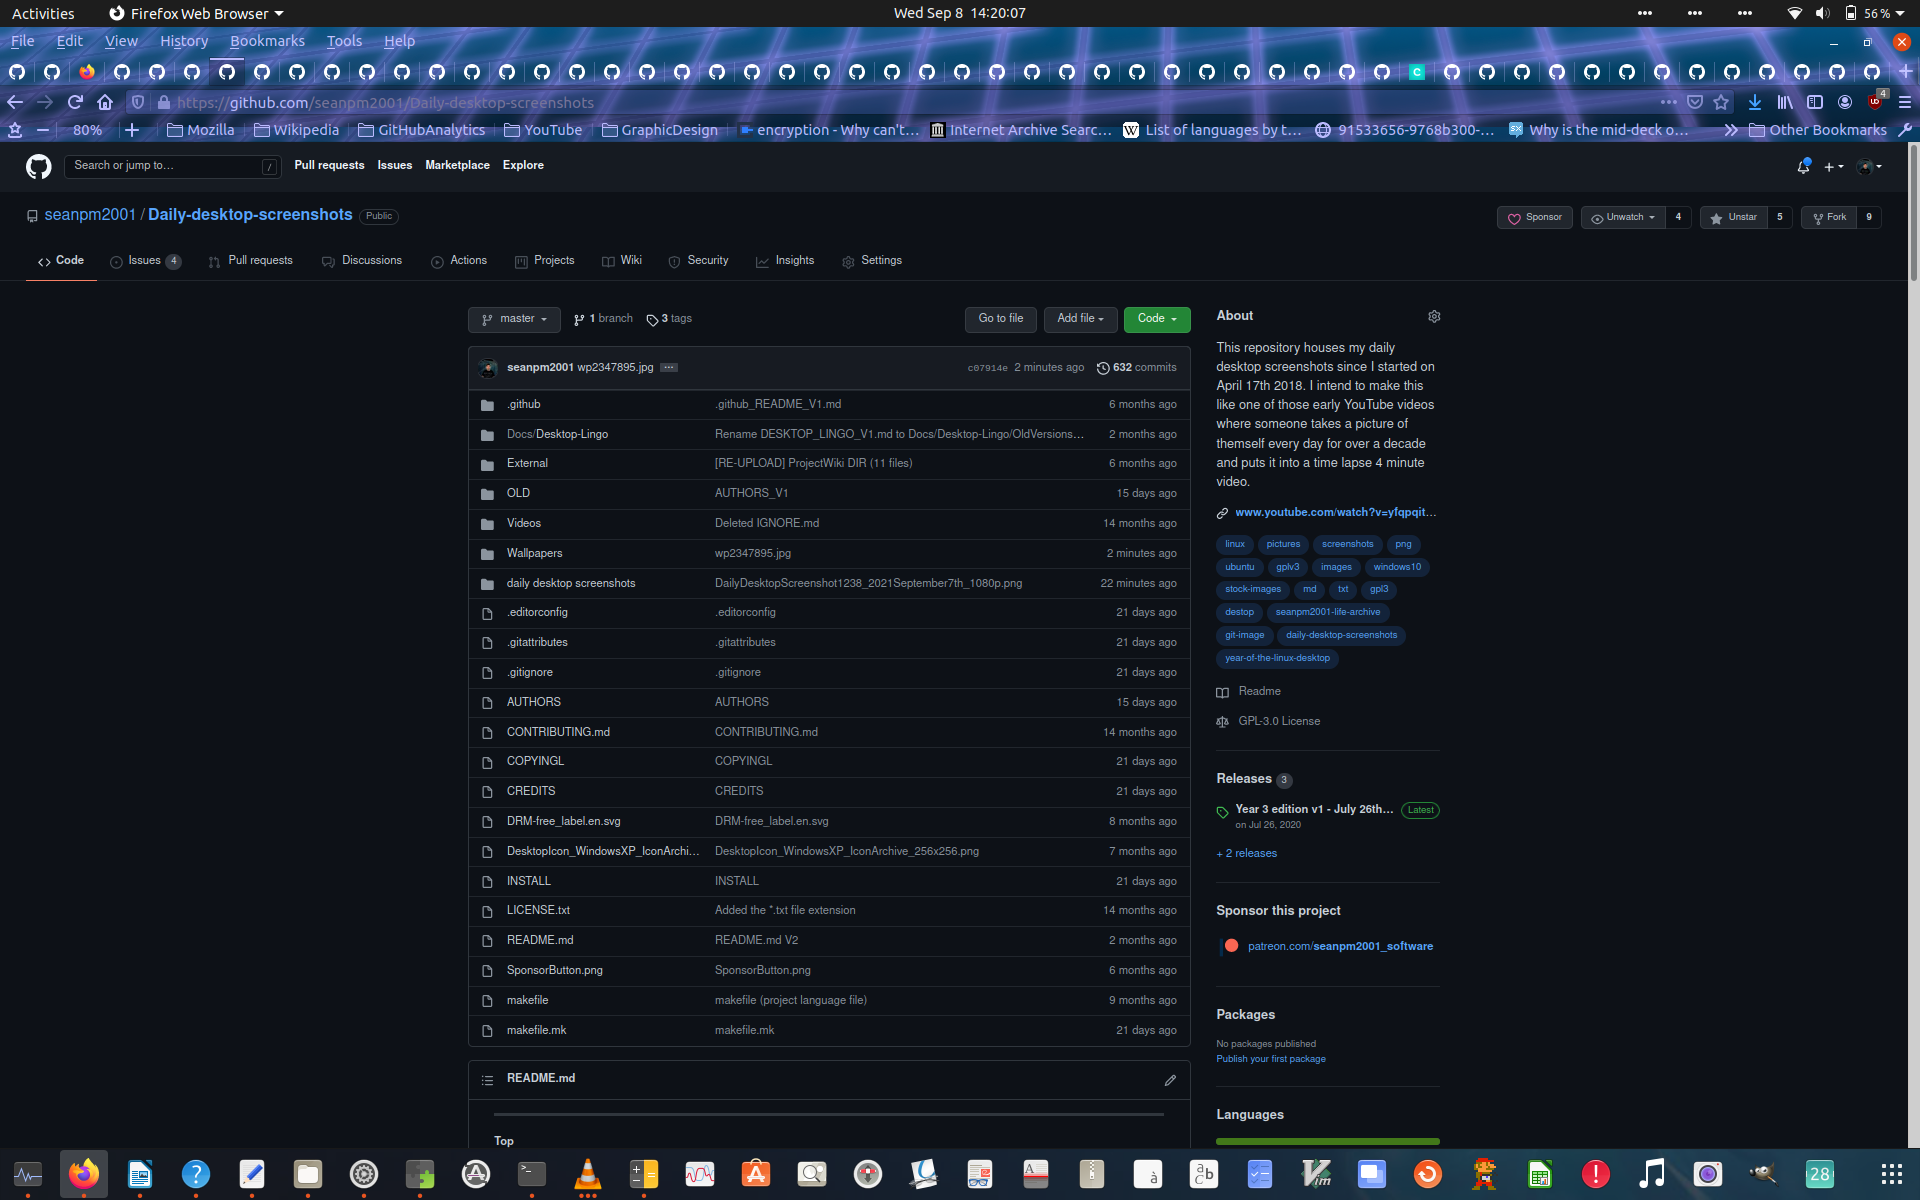 Activities
Firefox Web Browser
Wed Sep 8 14:20:07
56 %
File Edit View History Bookmarks Tools Help
https://github.com/seanpm2001/Daily-desktop-screenshots
4
80%
Mozilla
Wikipedia
GitHubAnalytics
YouTube
GraphicDesign
encryption - Why can't…
Internet Archive Searc…
List of languages by t…
91533656-9768b300-…
Why is the mid-deck o…
Other Bookmarks
Search or jump to… /
Pull requests Issues Marketplace Explore
seanpm2001 / Daily-desktop-screenshots Public
Sponsor
Unwatch 4
Unstar 5
Fork 9
Code
Issues 4
Pull requests
Discussions
Actions
Projects
Wiki
Security
Insights
Settings
master
1 branch
3 tags
Go to file
Add file
Code
seanpm2001 wp2347895.jpg ...
c07914e 2 minutes ago
632 commits
.github .github_README_V1.md 6 months ago
Docs/Desktop-Lingo Rename DESKTOP_LINGO_V1.md to Docs/Desktop-Lingo/OldVersions… 2 months ago
External [RE-UPLOAD] ProjectWiki DIR (11 files) 6 months ago
OLD AUTHORS_V1 15 days ago
Videos Deleted IGNORE.md 14 months ago
Wallpapers wp2347895.jpg 2 minutes ago
daily desktop screenshots DailyDesktopScreenshot1238_2021September7th_1080p.png 22 minutes ago
.editorconfig .editorconfig 21 days ago
.gitattributes .gitattributes 21 days ago
.gitignore .gitignore 21 days ago
AUTHORS AUTHORS 15 days ago
CONTRIBUTING.md CONTRIBUTING.md 14 months ago
COPYINGL COPYINGL 21 days ago
CREDITS CREDITS 21 days ago
DRM-free_label.en.svg DRM-free_label.en.svg 8 months ago
DesktopIcon_WindowsXP_IconArchi… DesktopIcon_WindowsXP_IconArchive_256x256.png 7 months ago
INSTALL INSTALL 21 days ago
LICENSE.txt Added the *.txt file extension 14 months ago
README.md README.md V2 2 months ago
SponsorButton.png SponsorButton.png 6 months ago
makefile makefile (project language file) 9 months ago
makefile.mk makefile.mk 21 days ago
README.md
Top
About
This repository houses my daily
desktop screenshots since I started on
April 17th 2018. I intend to make this
like one of those early YouTube videos
where someone takes a picture of
themself every day for over a decade
and puts it into a time lapse 4 minute
video.
www.youtube.com/watch?v=yfqpqit…
linux pictures screenshots png
ubuntu gplv3 images windows10
stock-images md txt gpl3
destop seanpm2001-life-archive
git-image daily-desktop-screenshots
year-of-the-linux-desktop
Readme
GPL-3.0 License
Releases 3
Year 3 edition v1 - July 26th… Latest
on Jul 26, 2020
+ 2 releases
Sponsor this project
patreon.com/seanpm2001_software
Packages
No packages published
Publish your first package
Languages
28